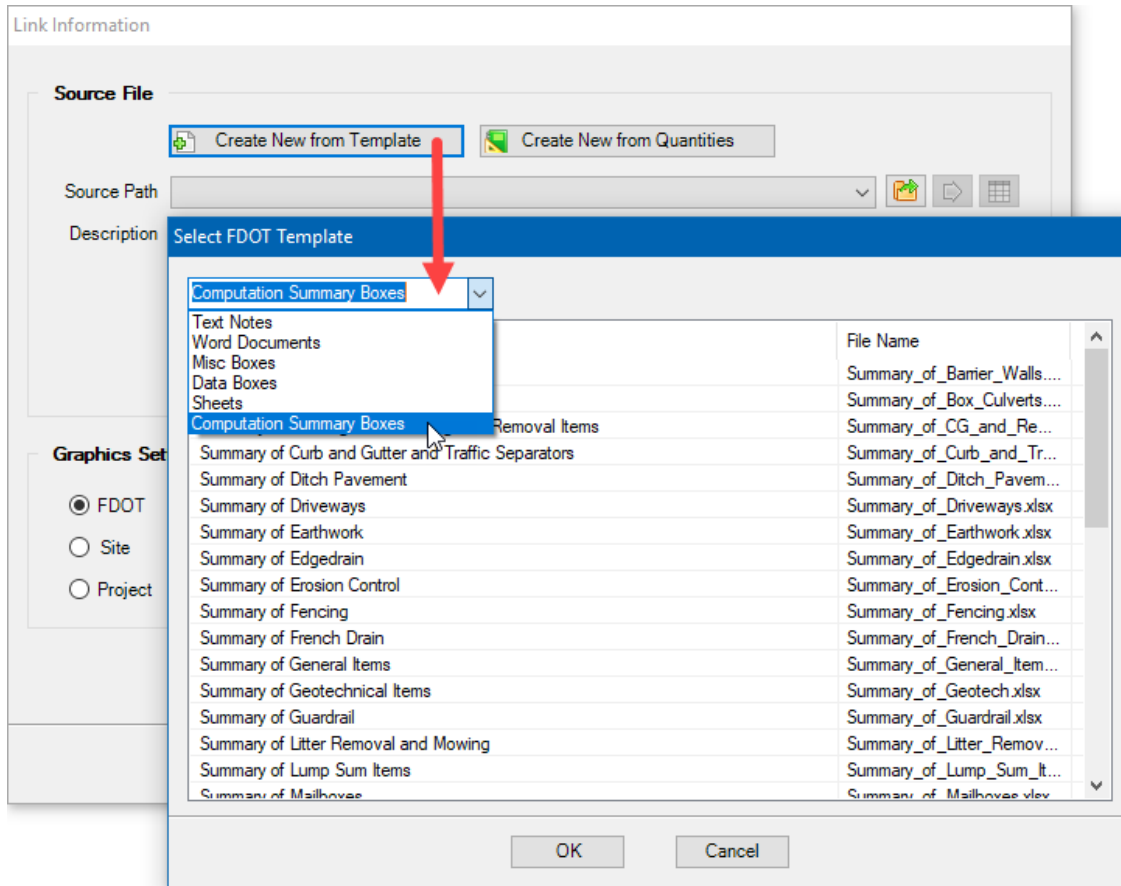 Link Information
Source File
Create New from Template
Create New from Quantities
Source Path
Description
Select FDOT Template
Computation Summary Boxes
Text Notes
Word Documents
Misc Boxes
Data Boxes
Sheets
Computation Summary Boxes
File Name
Summary_of_Barrier_Walls....
Summary_of_Box_Culverts....
Removal Items Summary_of_CG_and_Re...
Summary of Curb and Gutter and Traffic Separators Summary_of_Curb_and_Tr...
Summary of Ditch Pavement Summary_of_Ditch_Pavem...
Summary of Driveways Summary_of_Driveways.xlsx
Summary of Earthwork Summary_of_Earthwork.xlsx
Summary of Edgedrain Summary_of_Edgedrain.xlsx
Summary of Erosion Control Summary_of_Erosion_Cont...
Summary of Fencing Summary_of_Fencing.xlsx
Summary of French Drain Summary_of_French_Drain...
Summary of General Items Summary_of_General_Item...
Summary of Geotechnical Items Summary_of_Geotech.xlsx
Summary of Guardrail Summary_of_Guardrail.xlsx
Summary of Litter Removal and Mowing Summary_of_Litter_Remov...
Summary of Lump Sum Items Summary_of_Lump_Sum_It...
Summary of Mailboxes Summary_of_Mailboxes.xlsx
Graphics Set
FDOT
Site
Project
OK
Cancel